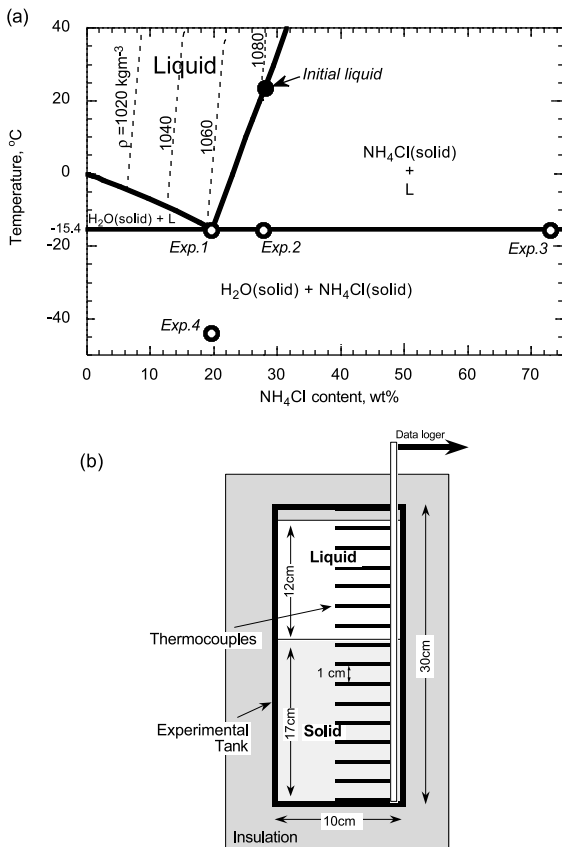 (a)
40
20
0
-15.4
-20
-40
Temperature, °C
Liquid
ρ =1020 kgm-3
1040
1060
1080
Initial liquid
NH4Cl(solid)
+
L
H2O(solid) + L
Exp.1
Exp.2
Exp.3
H2O(solid) + NH4Cl(solid)
Exp.4
0
10
20
30
40
50
60
70
NH4Cl content, wt%
(b)
Data loger
Liquid
12cm
Thermocouples
1 cm
30cm
Experimental
Tank
17cm
Solid
10cm
Insulation